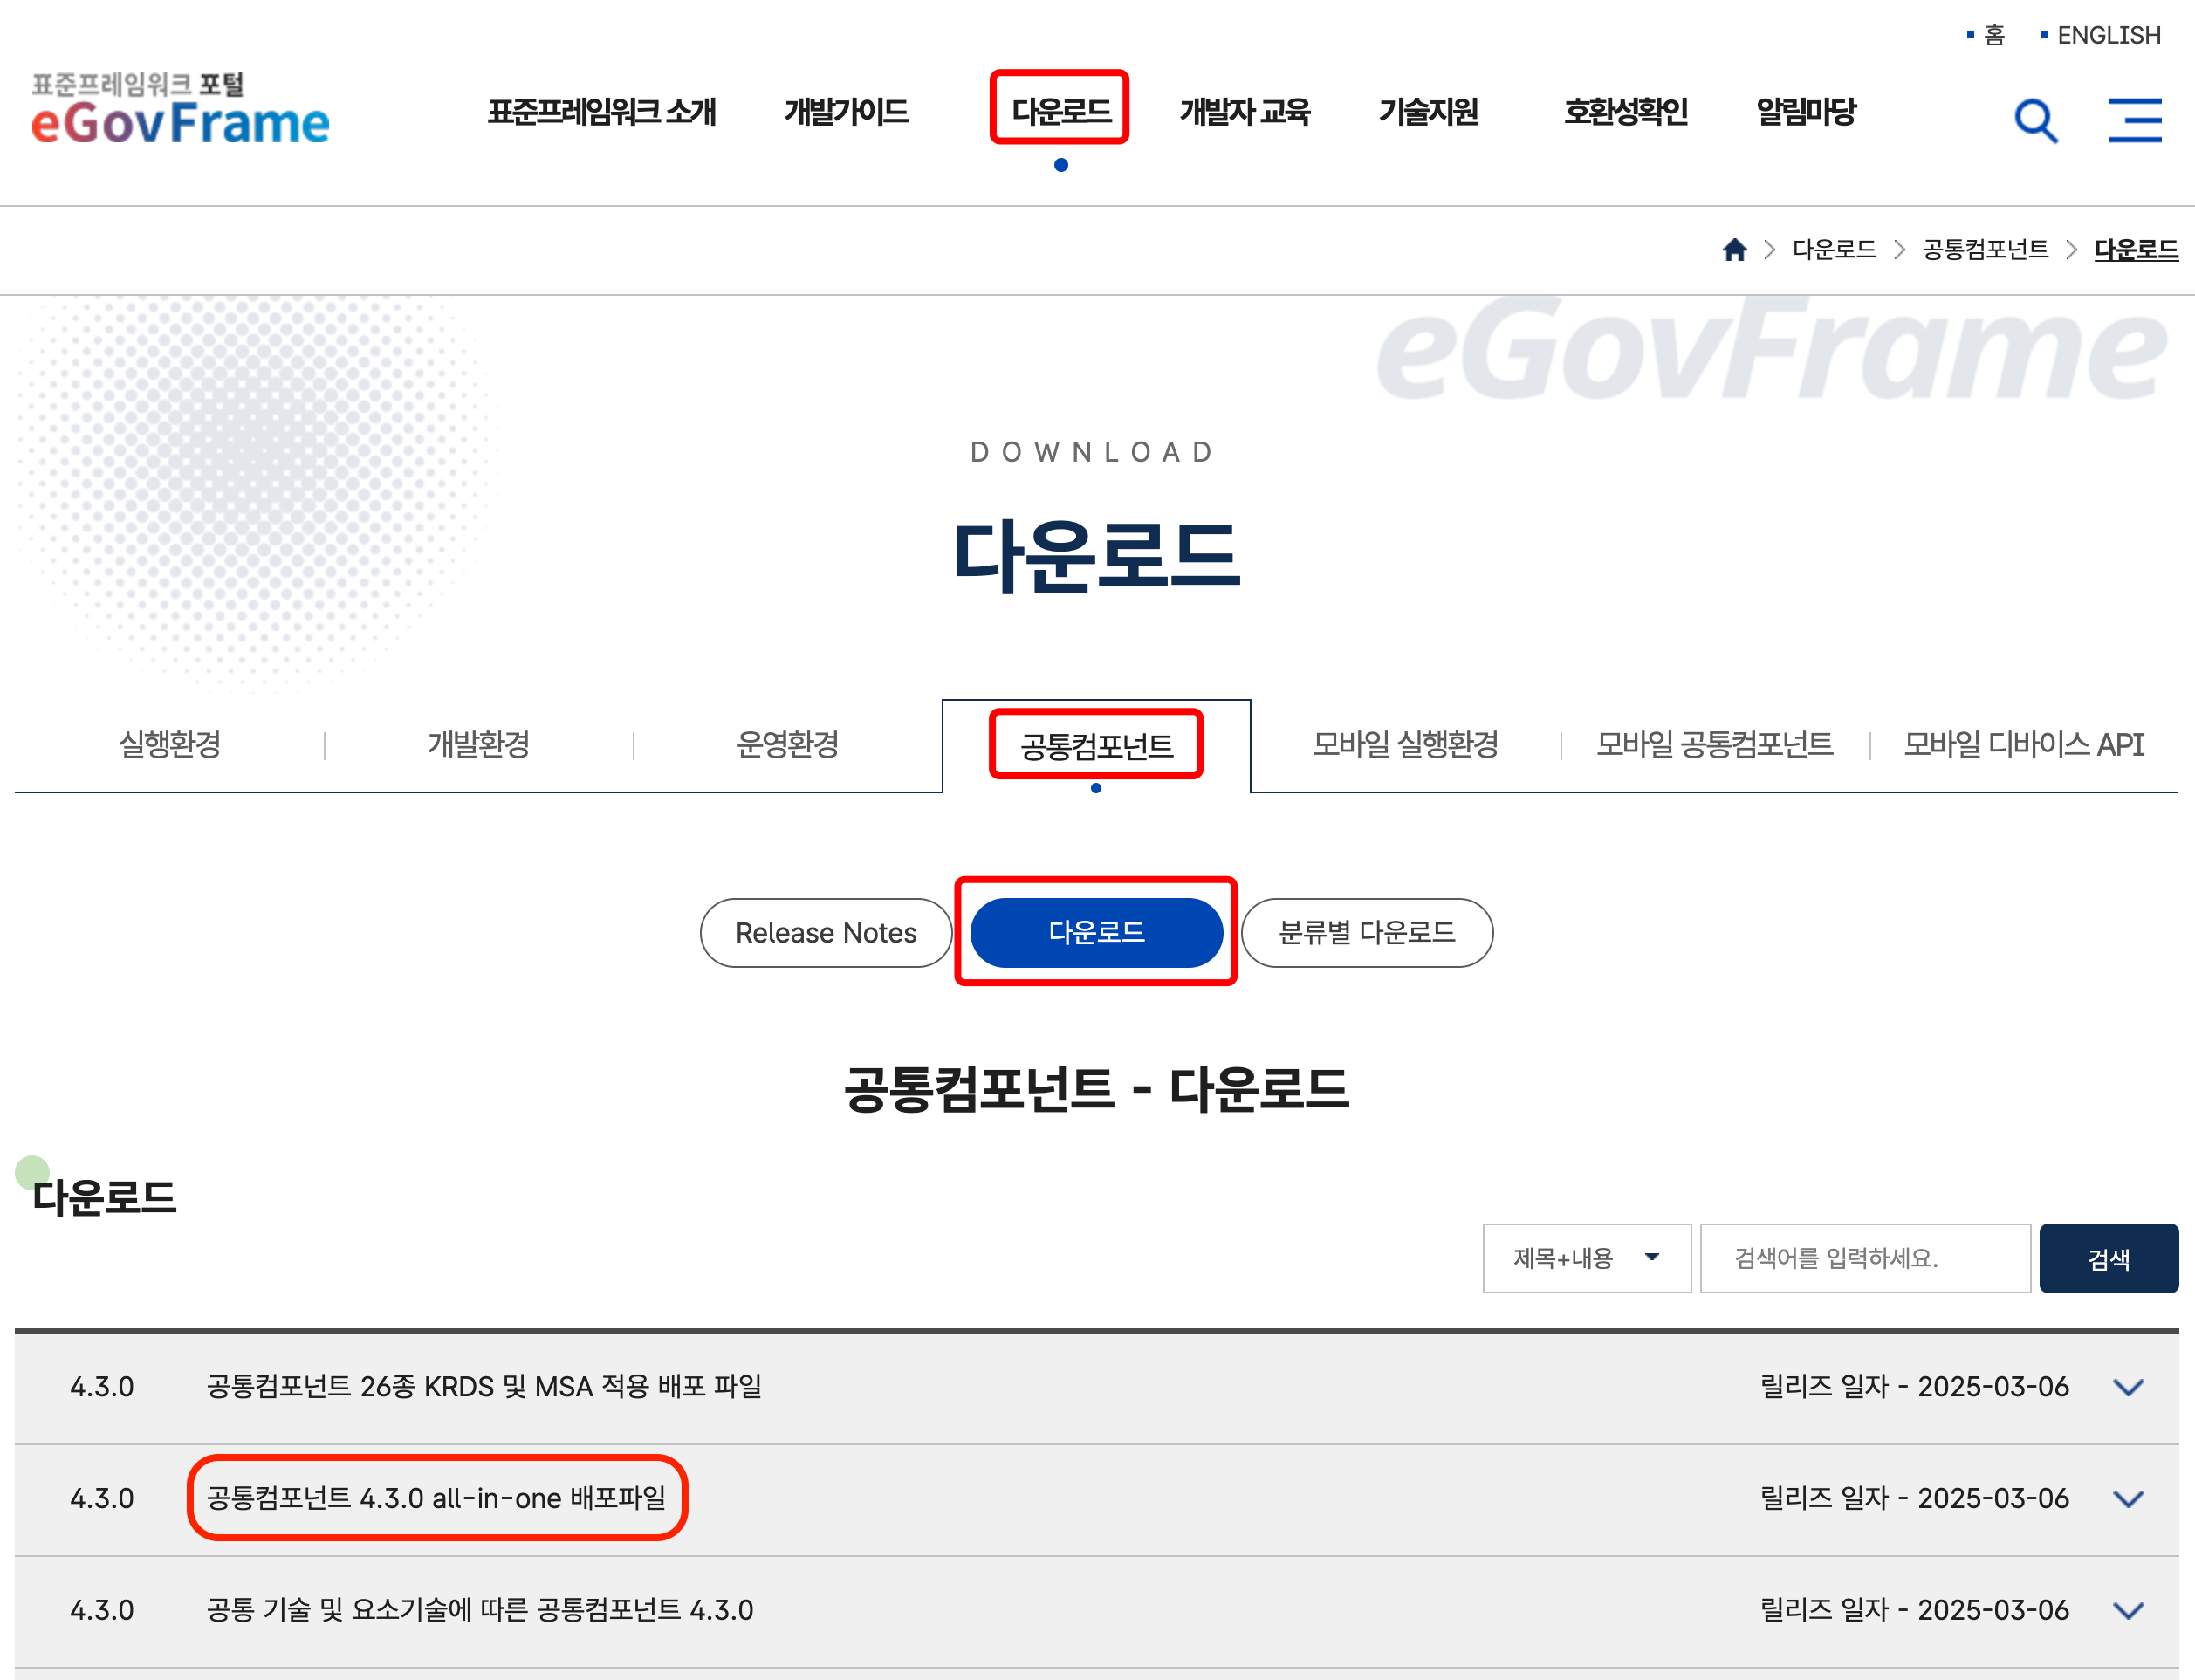 홈 ENGLISH
표준프레임워크 포털
eGovFrame
표준프레임워크 소개 개발가이드 다운로드 개발자 교육 기술지원 호환성확인 알림마당
다운로드 공통컴포넌트 다운로드
eGovFrame
DOWNLOAD
다운로드
실행환경 개발환경 운영환경 공통컴포넌트 모바일 실행환경 모바일 공통컴포넌트 모바일 디바이스 API
Release Notes 다운로드 분류별 다운로드
공통컴포넌트 - 다운로드
다운로드
제목+내용 검색어를 입력하세요. 검색
4.3.0 공통컴포넌트 26종 KRDS 및 MSA 적용 배포 파일 릴리즈 일자 - 2025-03-06
4.3.0 공통컴포넌트 4.3.0 all-in-one 배포파일 릴리즈 일자 - 2025-03-06
4.3.0 공통 기술 및 요소기술에 따른 공통컴포넌트 4.3.0 릴리즈 일자 - 2025-03-06